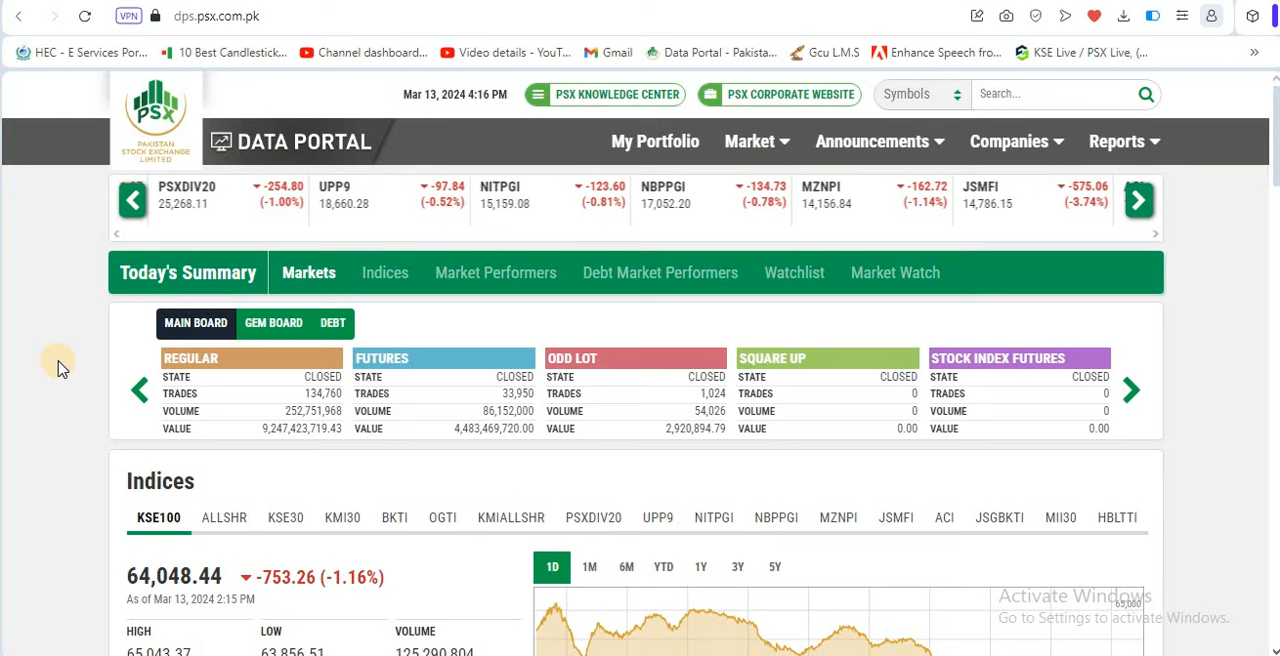 VPN dps.psx.com.pk
HEC - E Services Por... 10 Best Candlestick... Channel dashboard... Video details - YouT... Gmail Data Portal - Pakista... Gcu L.M.S Enhance Speech fro... KSE Live / PSX Live, (... »
PSX
PAKISTAN
STOCK EXCHANGE
LIMITED
Mar 13, 2024 4:16 PM PSX KNOWLEDGE CENTER PSX CORPORATE WEBSITE Symbols Search...
DATA PORTAL My Portfolio Market Announcements Companies Reports
PSXDIV20 -254.80 UPP9 -97.84 NITPGI -123.60 NBPPGI -134.73 MZNPI -162.72 JSMFI -575.06
25,268.11 (-1.00%) 18,660.28 (-0.52%) 15,159.08 (-0.81%) 17,052.20 (-0.78%) 14,156.84 (-1.14%) 14,786.15 (-3.74%)
Today's Summary Markets Indices Market Performers Debt Market Performers Watchlist Market Watch
MAIN BOARD GEM BOARD DEBT
REGULAR FUTURES ODD LOT SQUARE UP STOCK INDEX FUTURES
STATE CLOSED STATE CLOSED STATE CLOSED STATE CLOSED STATE CLOSED
TRADES 134,760 TRADES 33,950 TRADES 1,024 TRADES 0 TRADES 0
VOLUME 252,751,968 VOLUME 86,152,000 VOLUME 54,026 VOLUME 0 VOLUME 0
VALUE 9,247,423,719.43 VALUE 4,483,469,720.00 VALUE 2,920,894.79 VALUE 0.00 VALUE 0.00
Indices
KSE100 ALLSHR KSE30 KMI30 BKTI OGTI KMIALLSHR PSXDIV20 UPP9 NITPGI NBPPGI MZNPI JSMFI ACI JSGBKTI MII30 HBLTTI
64,048.44 -753.26 (-1.16%)
As of Mar 13, 2024 2:15 PM
1D 1M 6M YTD 1Y 3Y 5Y
65,000
HIGH LOW VOLUME
65,043.37 63,856.51 125,290,804
Activate Windows
Go to Settings to activate Windows.